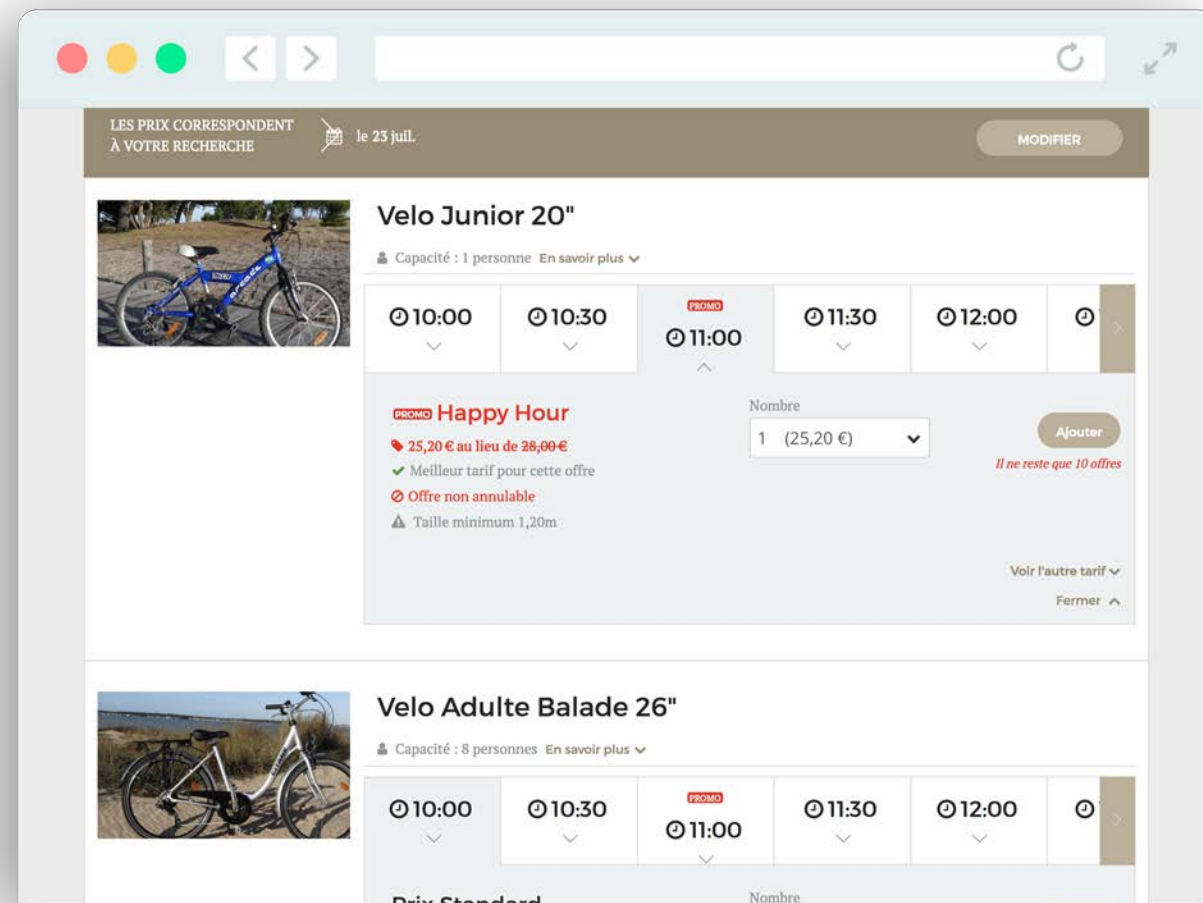 LES PRIX CORRESPONDENT
À VOTRE RECHERCHE
le 23 juil.
MODIFIER
Velo Junior 20"
Capacité : 1 personne En savoir plus
10:00
10:30
PROMO
11:00
11:30
12:00
PROMO Happy Hour
25,20 € au lieu de 28,00 €
Meilleur tarif pour cette offre
Offre non annulable
Taille minimum 1,20m
Nombre
1 (25,20 €)
Ajouter
Il ne reste que 10 offres
Voir l'autre tarif
Fermer
Velo Adulte Balade 26"
Capacité : 8 personnes En savoir plus
10:00
10:30
PROMO
11:00
11:30
12:00
Prix Standard
Nombre